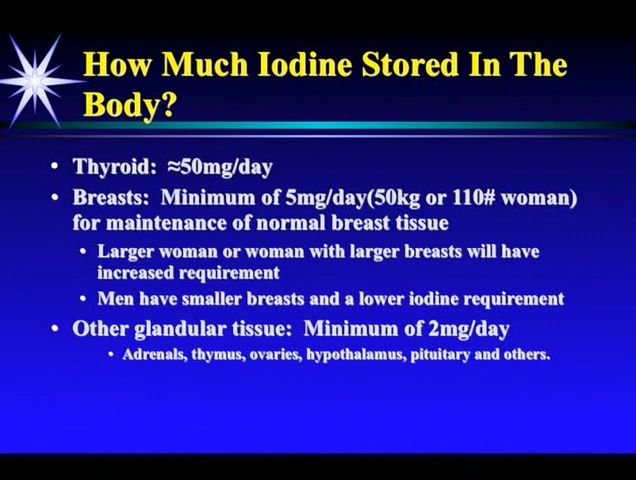 How Much Iodine Stored In The
Body?
• Thyroid: ≈50mg/day
• Breasts: Minimum of 5mg/day(50kg or 110# woman)
for maintenance of normal breast tissue
• Larger woman or woman with larger breasts will have
increased requirement
• Men have smaller breasts and a lower iodine requirement
• Other glandular tissue: Minimum of 2mg/day
• Adrenals, thymus, ovaries, hypothalamus, pituitary and others.